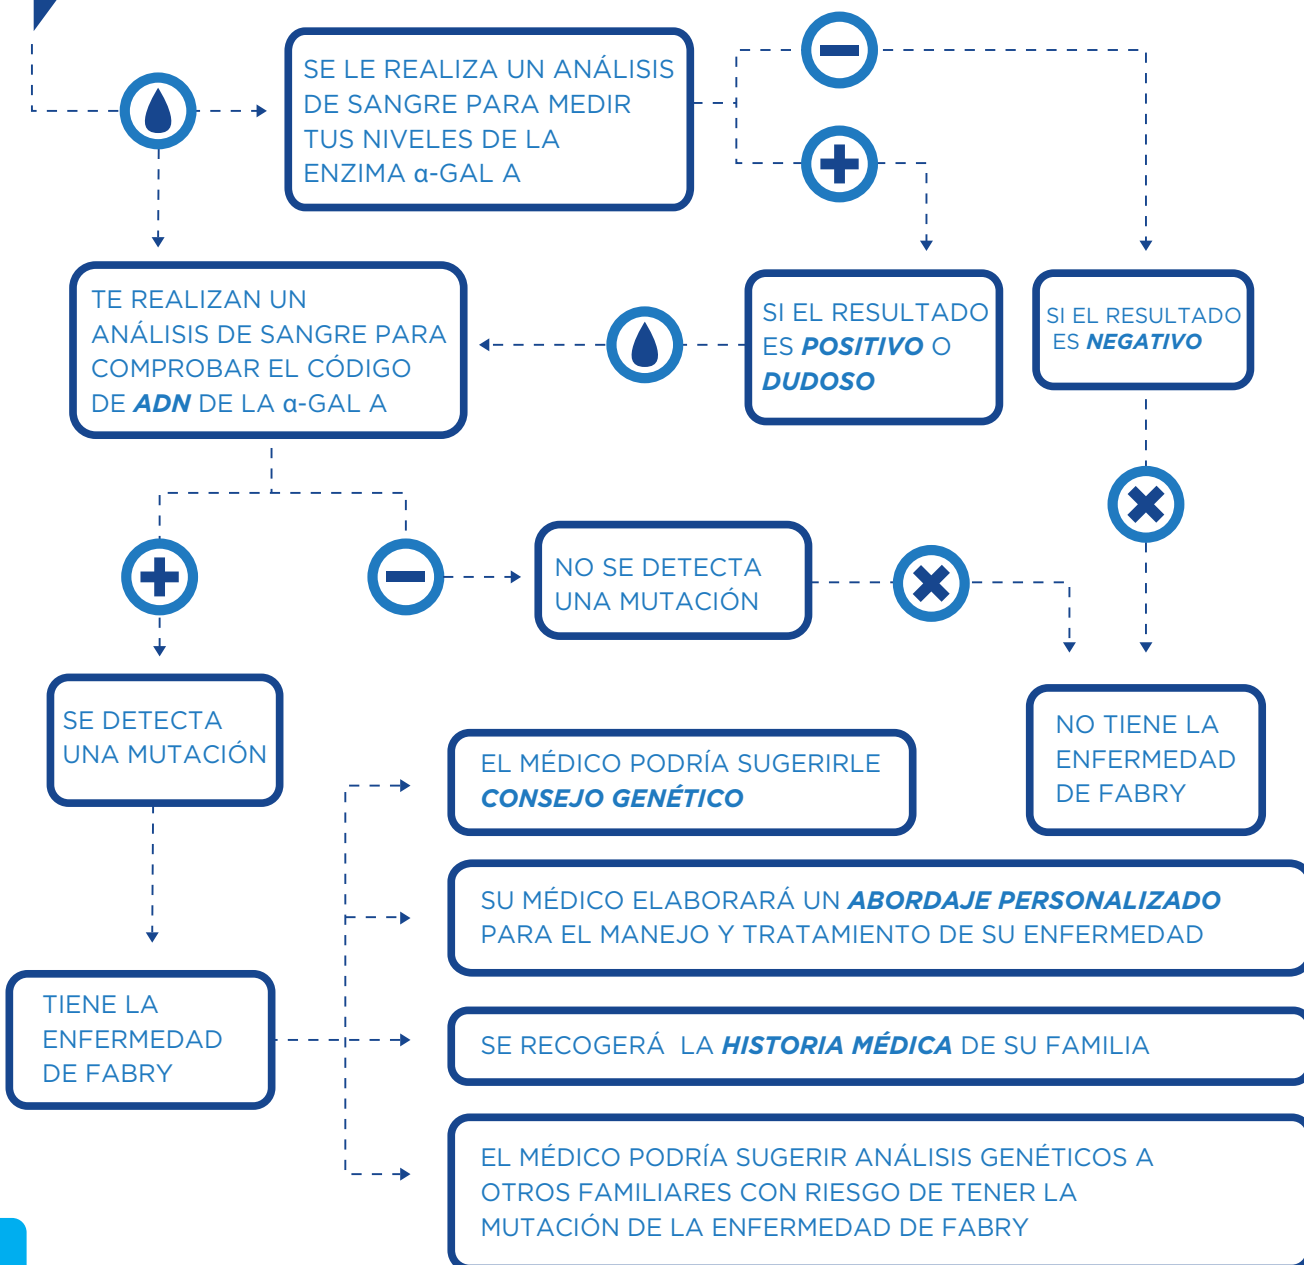 SE LE REALIZA UN ANÁLISIS
DE SANGRE PARA MEDIR
TUS NIVELES DE LA
ENZIMA α-GAL A
TE REALIZAN UN
ANÁLISIS DE SANGRE PARA
COMPROBAR EL CÓDIGO
DE ADN DE LA α-GAL A
SI EL RESULTADO
ES POSITIVO O
DUDOSO
SI EL RESULTADO
ES NEGATIVO
NO SE DETECTA
UNA MUTACIÓN
SE DETECTA
UNA MUTACIÓN
NO TIENE LA
ENFERMEDAD
DE FABRY
EL MÉDICO PODRÍA SUGERIRLE
CONSEJO GENÉTICO
SU MÉDICO ELABORARÁ UN ABORDAJE PERSONALIZADO
PARA EL MANEJO Y TRATAMIENTO DE SU ENFERMEDAD
TIENE LA
ENFERMEDAD
DE FABRY
SE RECOGERÁ LA HISTORIA MÉDICA DE SU FAMILIA
EL MÉDICO PODRÍA SUGERIR ANÁLISIS GENÉTICOS A
OTROS FAMILIARES CON RIESGO DE TENER LA
MUTACIÓN DE LA ENFERMEDAD DE FABRY